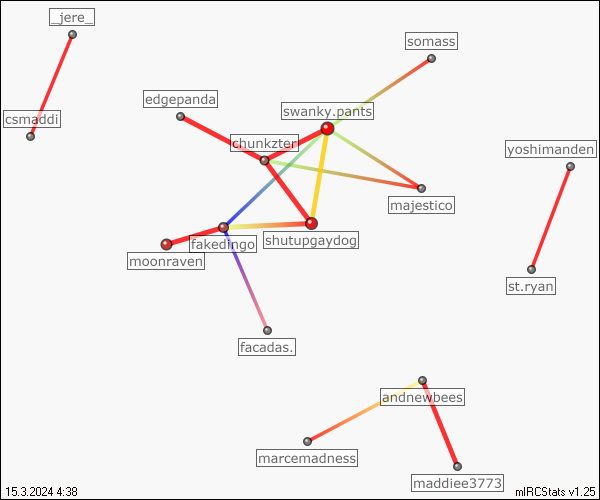 _jere_
somass
edgepanda
swanky.pants
csmaddi
chunkzter
yoshimanden
majestico
fakedingo
shutupgaydog
moonraven
st.ryan
facadas.
andnewbees
marcemadness
maddiee3773
15.3.2024 4:38
mIRCStats v1.25